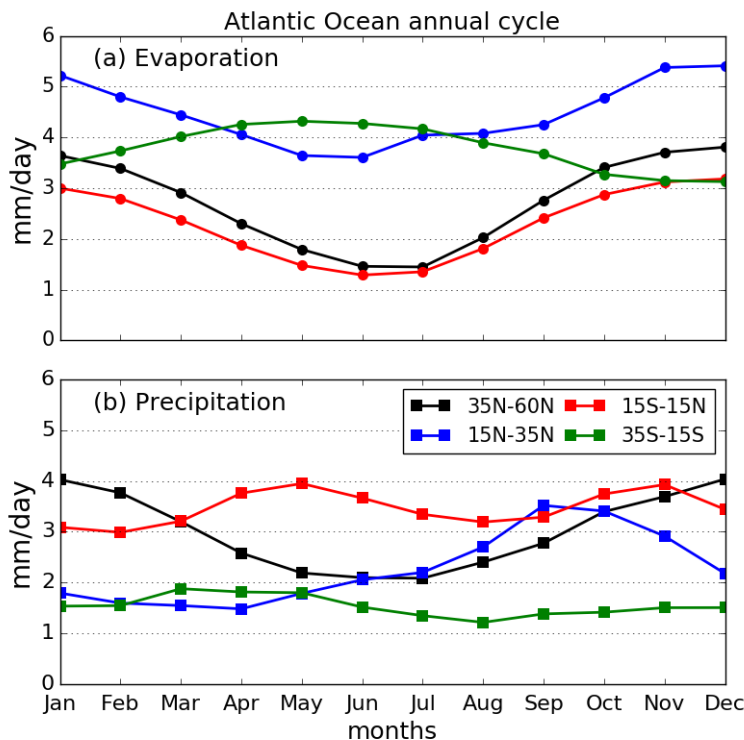 Atlantic Ocean annual cycle
(a) Evaporation
6
5
4
3
2
1
0
mm/day
(b) Precipitation
35N-60N 15S-15N
15N-35N 35S-15S
6
5
4
3
2
1
0
mm/day
Jan Feb Mar Apr May Jun Jul Aug Sep Oct Nov Dec
months